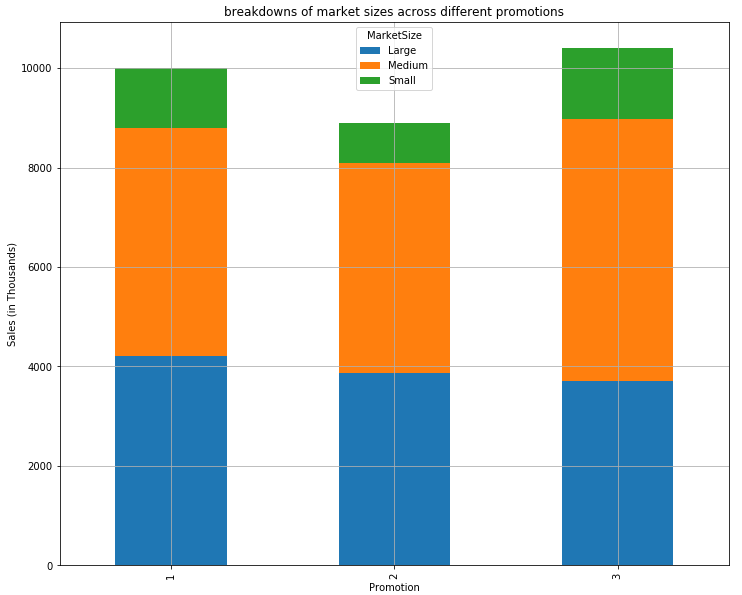 breakdowns of market sizes across different promotions
MarketSize
Large
Medium
Small
10000
8000
6000
4000
2000
0
Sales (in Thousands)
1
2
3
Promotion